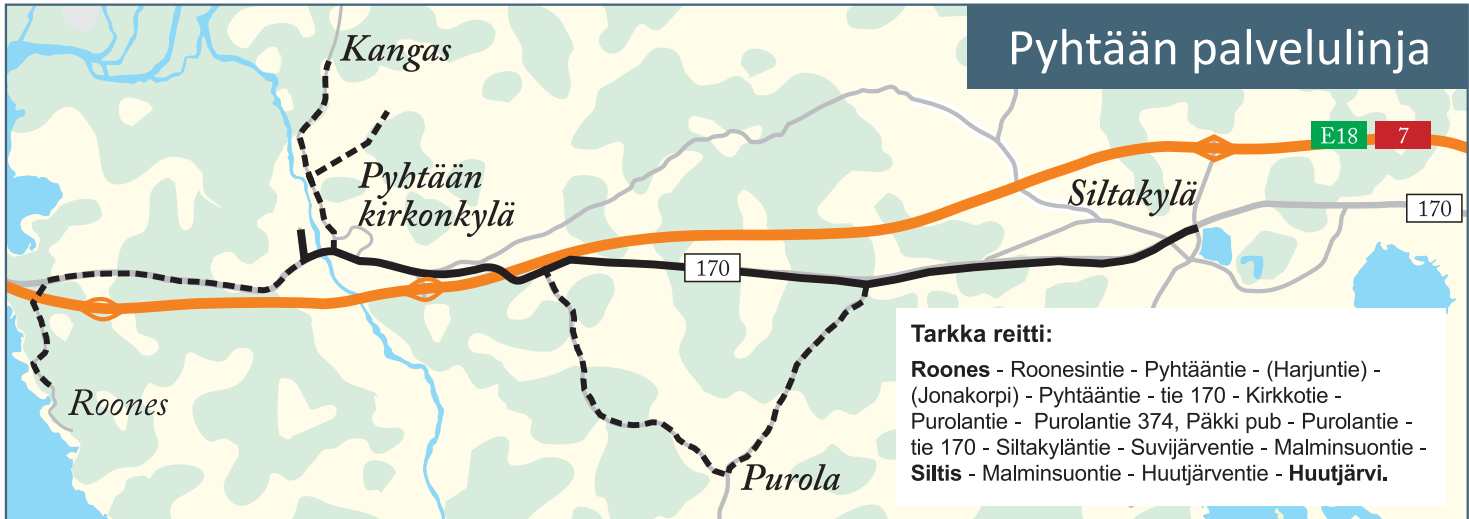 Pyhtään palvelulinja
Kangas
E18
7
Pyhtään
kirkonkylä
Siltakylä
170
170
Roones
Purola
Tarkka reitti:
Roones - Roonesintie - Pyhtääntie - (Harjuntie) -
(Jonakorpi) - Pyhtääntie - tie 170 - Kirkkotie -
Purolantie - Purolantie 374, Päkki pub - Purolantie -
tie 170 - Siltakyläntie - Suvijärventie - Malminsuontie -
Siltis - Malminsuontie - Huutjärventie - Huutjärvi.